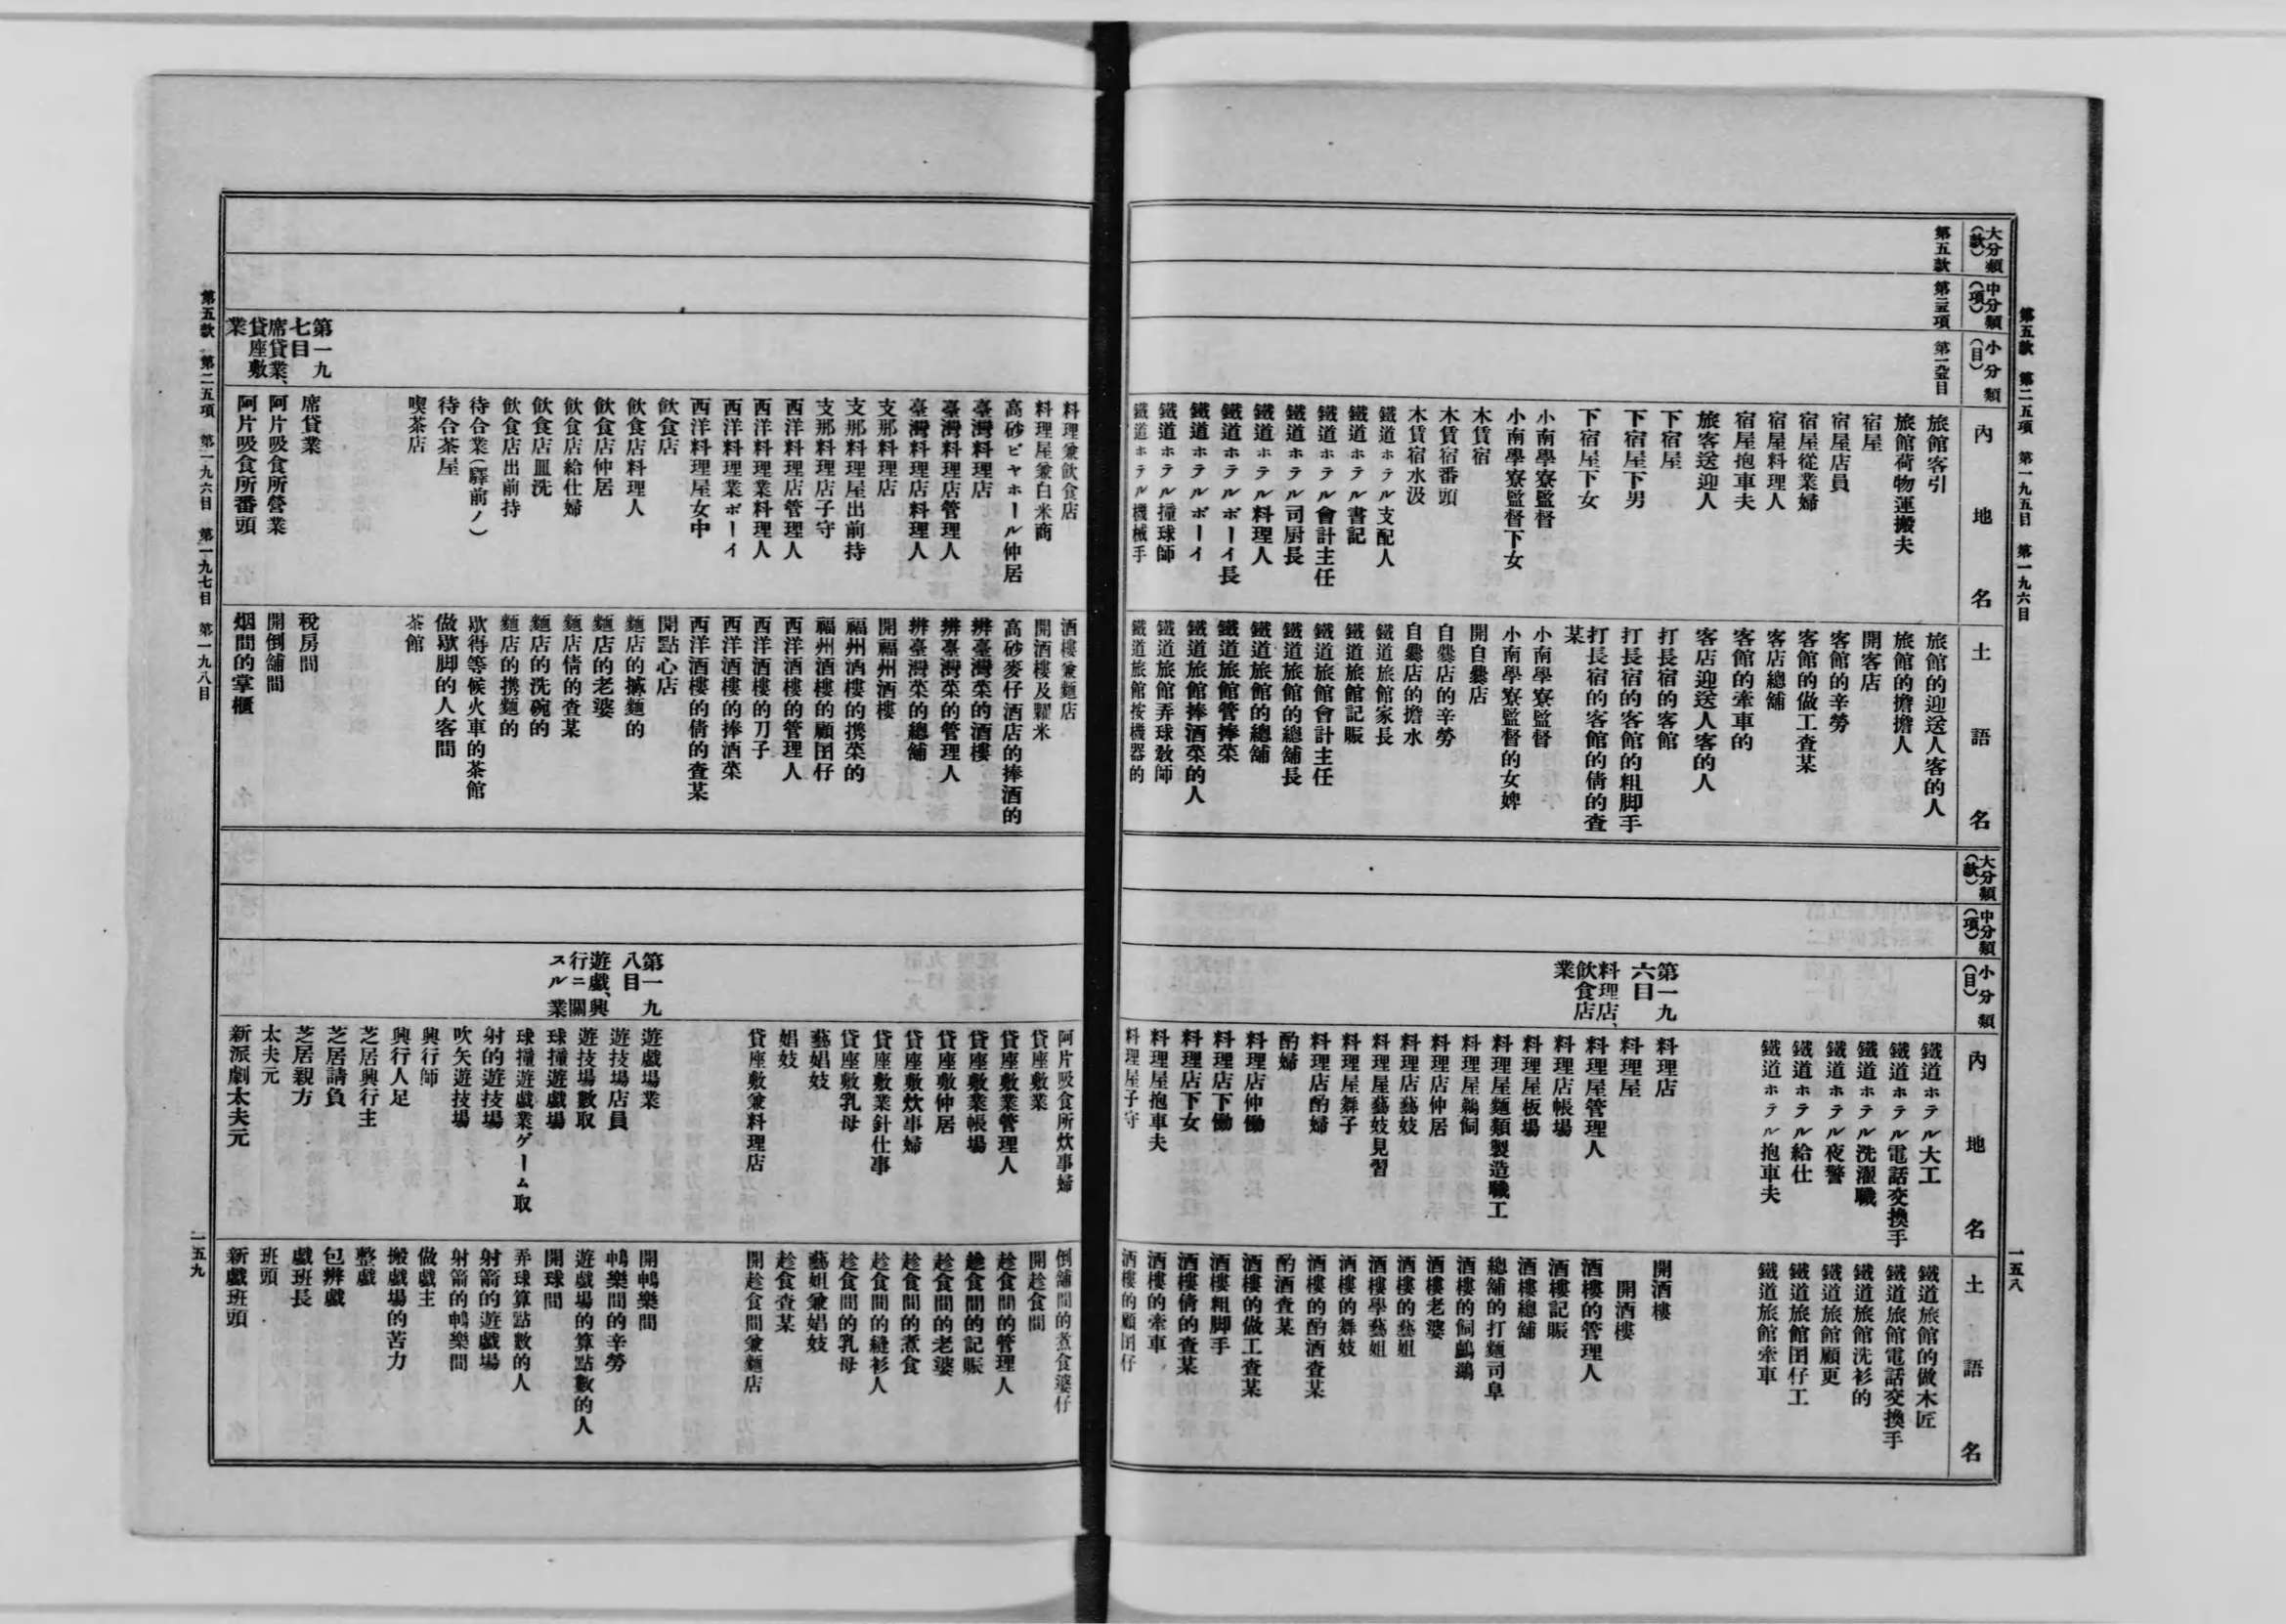 第五款　第二五項　第一九五目　第一九六目
一五八
大分類(款)
中分類(項)
小分類(目)
內地名
土語名
第五款
第二五項
第一九五目
旅館客引
旅館荷物運搬夫
宿屋
宿屋店員
宿屋從業婦
宿屋料理人
宿屋抱車夫
旅客送迎人
下宿屋
下宿屋下男
下宿屋下女
小南學寮監督
小南學寮監督下女
木賃宿
木賃宿番頭
木賃宿水汲
鐵道ホテル支配人
鐵道ホテル書記
鐵道ホテル會計主任
鐵道ホテル司厨長
鐵道ホテル料理人
鐵道ホテルボーイ長
鐵道ホテルボーイ
鐵道ホテル撞球師
鐵道ホテル機械手
旅館的迎送人客的人
旅館的擔擔人
開客店
客館的辛勞
客館的做工查某
客店總舖
客館的牽車的
客店迎送人客的人
打長宿的客館
打長宿的客館的粗脚手
打長宿的客館的倩的查某
小南學寮監督
小南學寮監督的女婢
開自爨店
自爨店的辛勞
自爨店的擔水
鐵道旅館家長
鐵道旅館記賬
鐵道旅館會計主任
鐵道旅館的總舖長
鐵道旅館的總舖
鐵道旅館管捧菜
鐵道旅館捧酒菜的人
鐵道旅館弄球敎師
鐵道旅館按機器的
大分類(款)
中分類(項)
小分類(目)
內地名
土語名
鐵道ホテル大工
鐵道ホテル電話交換手
鐵道ホテル洗濯職
鐵道ホテル夜警
鐵道ホテル給仕
鐵道ホテル抱車夫
第一九六目
料理店、飲食店業
料理店
料理屋
料理屋管理人
料理店帳場
料理屋板場
料理屋麵類製造職工
料理屋鵜飼
料理店仲居
料理店藝妓
料理屋藝妓見習
料理屋舞子
料理店酌婦
酌婦
料理店仲働
料理店下働
料理店下女
料理屋抱車夫
料理屋子守
鐵道旅館的做木匠
鐵道旅館電話交換手
鐵道旅館洗衫的
鐵道旅館顧更
鐵道旅館囝仔工
鐵道旅館牽車
開酒樓
開酒樓
酒樓的管理人
酒樓記賬
酒樓總舖
總舖的打麵司阜
酒樓的飼鸕鷀
酒樓老婆
酒樓的藝姐
酒樓學藝姐
酒樓的舞妓
酒樓的酌酒查某
酌酒查某
酒樓的做工查某
酒樓粗脚手
酒樓倩的查某
酒樓的牽車
酒樓的顧囝仔
料理兼飲食店
料理屋兼白米商
高砂ビヤホール仲居
臺灣料理店
臺灣料理店管理人
臺灣料理店料理人
支那料理店
支那料理屋出前持
支那料理店子守
西洋料理店管理人
西洋料理業料理人
西洋料理業ボーイ
西洋料理屋女中
飲食店
飲食店料理人
飲食店仲居
飲食店給仕婦
飲食店皿洗
飲食店出前持
待合業(驛前ノ)
待合茶屋
喫茶店
第一九七目
席貸業、貸座敷業
席貸業
阿片吸食所營業
阿片吸食所番頭
酒樓兼麵店
開酒樓及糶米
高砂麥仔酒店的捧酒的
辨臺灣菜的酒樓
辨臺灣菜的管理人
辨臺灣菜的總舖
開福州酒樓
福州酒樓的携菜的
福州酒樓的顧囝仔
西洋酒樓的管理人
西洋酒樓的刀子
西洋酒樓的捧酒菜
西洋酒樓的倩的查某
開點心店
麵店的摵麵的
麵店的老婆
麵店倩的查某
麵店的洗碗的
麵店的携麵的
歇得等候火車的茶館
做歇脚的人客間
茶館
稅房間
開倒舖間
烟間的掌櫃
阿片吸食所炊事婦
貸座敷業
貸座敷業管理人
貸座敷業帳場
貸座敷仲居
貸座敷炊事婦
貸座敷業針仕事
貸座敷乳母
藝娼妓
娼妓
貸座敷兼料理店
第一九八目
遊戲、興行ニ關スル業
遊戲場業
遊技場店員
遊技場數取
球撞遊戲場
球撞遊戲業ゲーム取
射的遊技場
吹矢遊技場
興行師
興行人足
芝居興行主
芝居請負
芝居親方
太夫元
新派劇太夫元
倒舖間的煮食婆仔
開趁食間
趁食間的管理人
趁食間的記賬
趁食間的老婆
趁食間的煮食
趁食間的縫衫人
趁食間的乳母
藝姐兼娼妓
趁食查某
開趁食間兼麵店
開鴨樂間
鴨樂間的辛勞
遊戲場的算點數的人
開球間
弄球算點數的人
射箭的遊戲場
射箭的鴨樂間
做戲主
搬戲場的苦力
整戲
包辨戲
戲班長
班頭
新戲班頭
第五款　第二五項　第一九六目　第一九七目　第一九八目
一五九